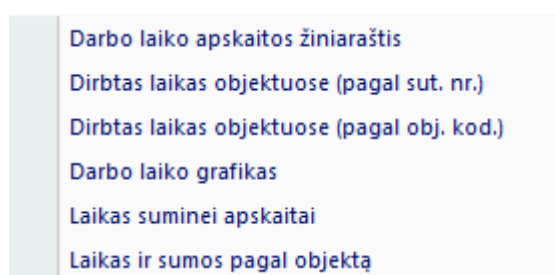 Darbo laiko apskaitos žiniaraštis
Dirbtas laikas objektuose (pagal sut. nr.)
Dirbtas laikas objektuose (pagal obj. kod.)
Darbo laiko grafikas
Laikas suminei apskaitai
Laikas ir sumos pagal objektą